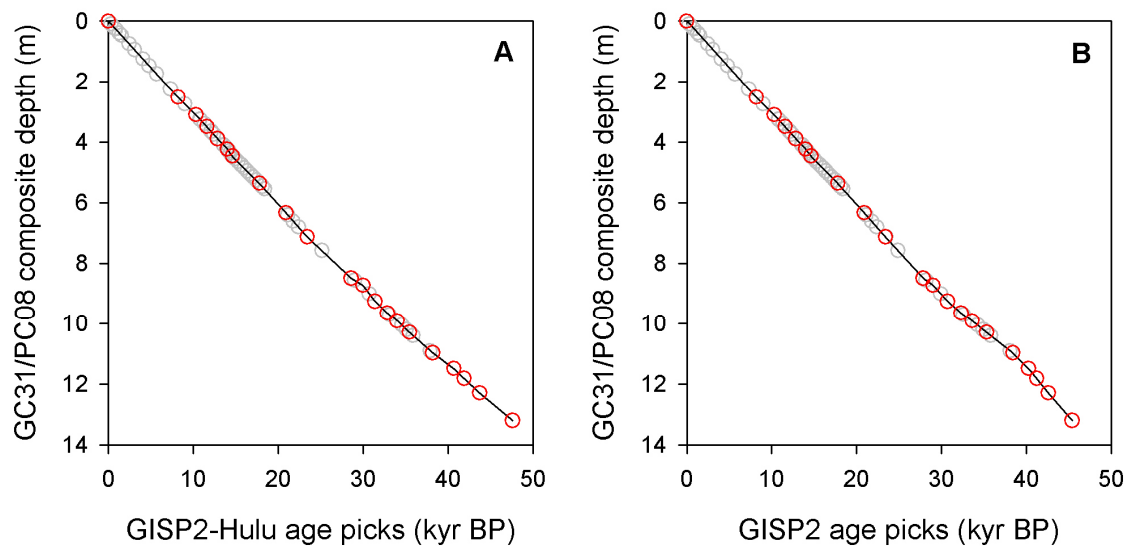 A
GC31/PC08 composite depth (m)
0
2
4
6
8
10
12
14
0 10 20 30 40 50
GISP2-Hulu age picks (kyr BP)
B
GC31/PC08 composite depth (m)
0
2
4
6
8
10
12
14
0 10 20 30 40 50
GISP2 age picks (kyr BP)